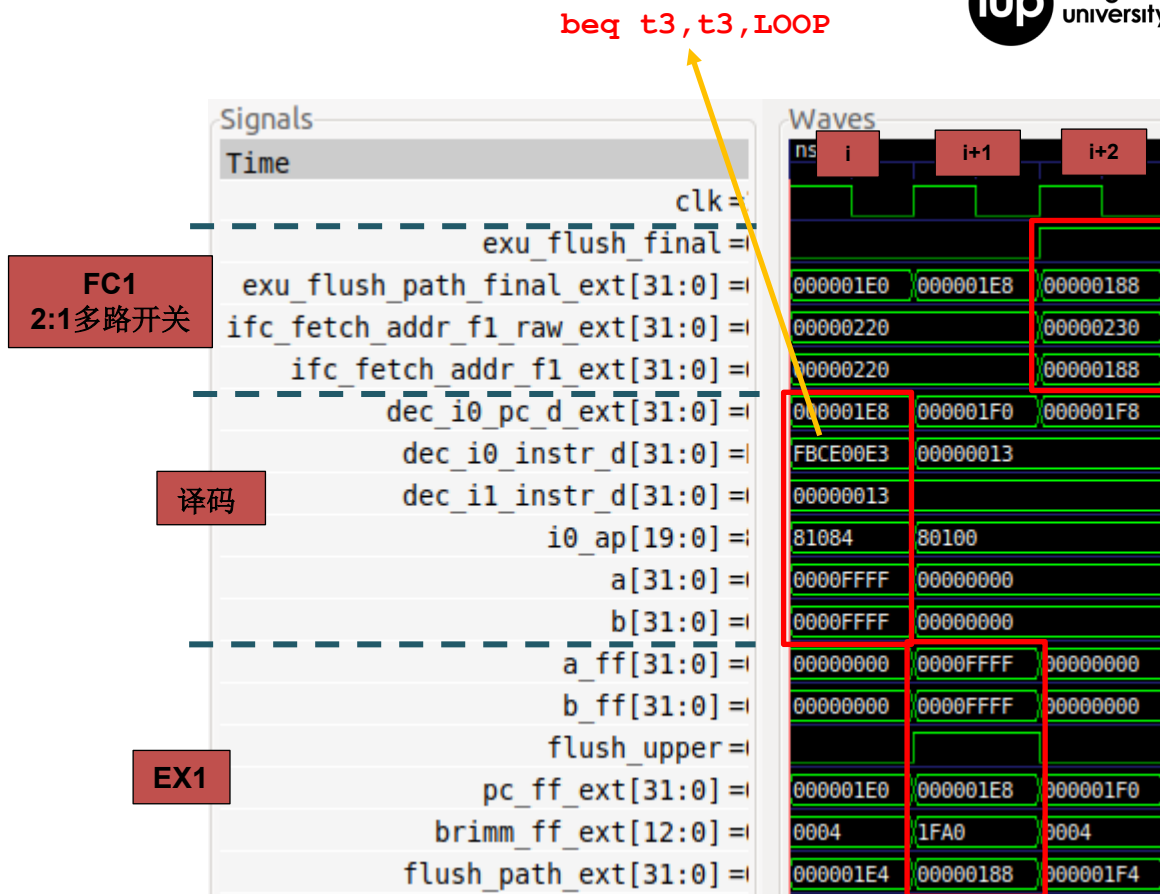 iup
university
beq t3,t3,LOOP
Signals
Waves
Time
ns
i
i+1
i+2
clk=
exu_flush_final=
FC1
2:1多路开关
exu_flush_path_final_ext[31:0] =
000001E0 000001E8 00000188
ifc_fetch_addr_f1_raw_ext[31:0] =
00000220 00000230
ifc_fetch_addr_f1_ext[31:0] =
00000220 00000188
dec_i0_pc_d_ext[31:0] =
000001E8 000001F0 000001F8
dec_i0_instr_d[31:0] =
FBCE00E3 00000013
译码
dec_i1_instr_d[31:0] =
00000013
i0_ap[19:0] =
81084 80100
a[31:0] =
0000FFFF 00000000
b[31:0] =
0000FFFF 00000000
a_ff[31:0] =
00000000 0000FFFF 00000000
b_ff[31:0] =
00000000 0000FFFF 00000000
flush_upper=
EX1
pc_ff_ext[31:0] =
000001E0 000001E8 000001F0
brimm_ff_ext[12:0] =
0004 1FA0 0004
flush_path_ext[31:0] =
000001E4 00000188 000001F4